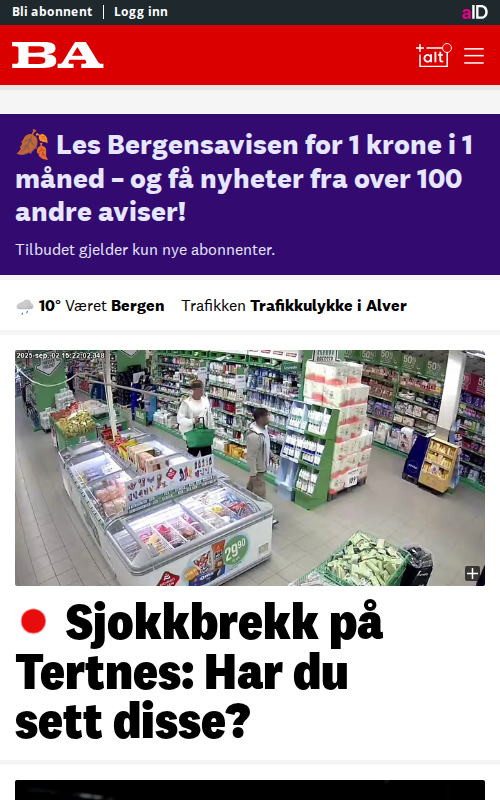 Bli abonnent | Logg inn
aID
BA
alt
Les Bergensavisen for 1 krone i 1
måned – og få nyheter fra over 100
andre aviser!
Tilbudet gjelder kun nye abonnenter.
10° Været Bergen Trafikken Trafikkulykke i Alver
2025-sep. 02 15:22:02.348
50%
50%
29.90
Sjokkbrekk på
Tertnes: Har du
sett disse?